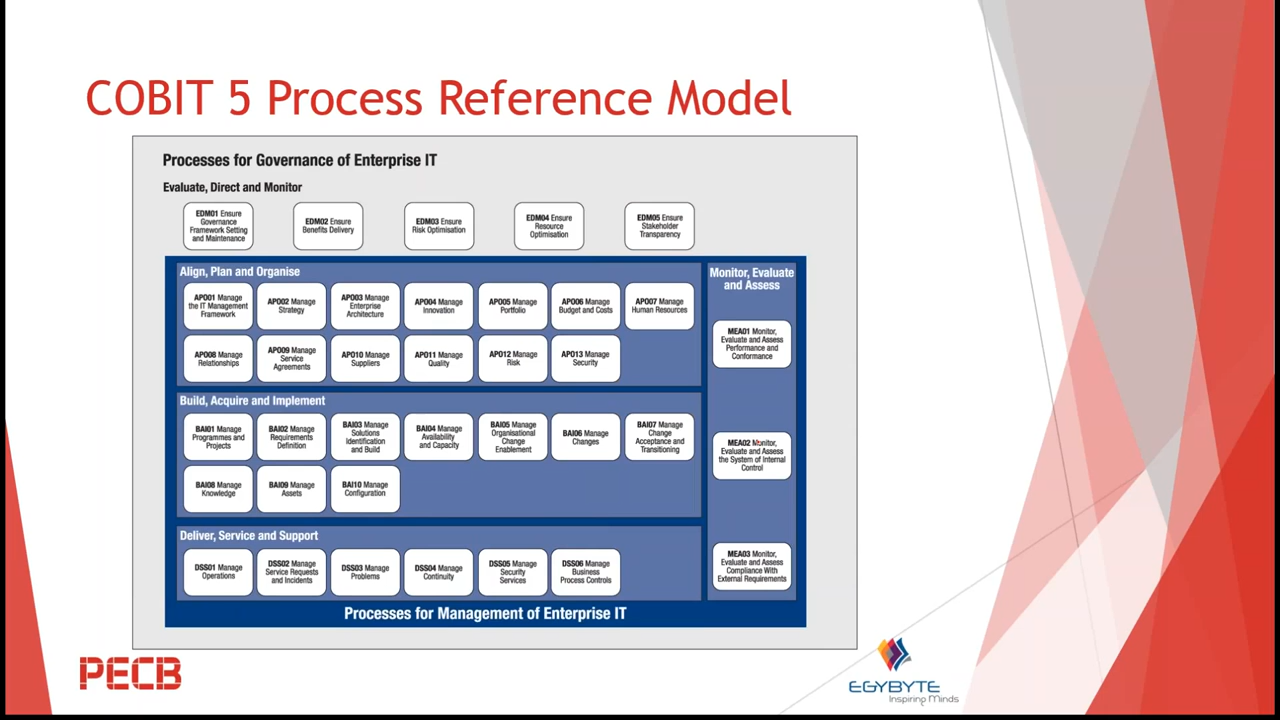 COBIT 5 Process Reference Model
Processes for Governance of Enterprise IT
Evaluate, Direct and Monitor
EDM01 Ensure
Governance
Framework Setting
and Maintenance
EDM02 Ensure
Benefits Delivery
EDM03 Ensure
Risk Optimisation
EDM04 Ensure
Resource
Optimisation
EDM05 Ensure
Stakeholder
Transparency
Align, Plan and Organise
APO01 Manage
the IT Management
Framework
APO02 Manage
Strategy
APO03 Manage
Enterprise
Architecture
APO04 Manage
Innovation
APO05 Manage
Portfolio
APO06 Manage
Budget and Costs
APO07 Manage
Human Resources
APO08 Manage
Relationships
APO09 Manage
Service
Agreements
APO10 Manage
Suppliers
APO11 Manage
Quality
APO12 Manage
Risk
APO13 Manage
Security
Build, Acquire and Implement
BAI01 Manage
Programmes and
Projects
BAI02 Manage
Requirements
Definition
BAI03 Manage
Solutions
Identification
and Build
BAI04 Manage
Availability
and Capacity
BAI05 Manage
Organisational
Change
Enablement
BAI06 Manage
Changes
BAI07 Manage
Change
Acceptance and
Transitioning
BAI08 Manage
Knowledge
BAI09 Manage
Assets
BAI10 Manage
Configuration
Deliver, Service and Support
DSS01 Manage
Operations
DSS02 Manage
Service Requests
and Incidents
DSS03 Manage
Problems
DSS04 Manage
Continuity
DSS05 Manage
Security
Services
DSS06 Manage
Business
Process Controls
Monitor, Evaluate
and Assess
MEA01 Monitor,
Evaluate and Assess
Performance and
Conformance
MEA02 Monitor,
Evaluate and Assess
the System of Internal
Control
MEA03 Monitor,
Evaluate and Assess
Compliance With
External Requirements
Processes for Management of Enterprise IT
PECB
EGYBYTE
Inspiring Minds